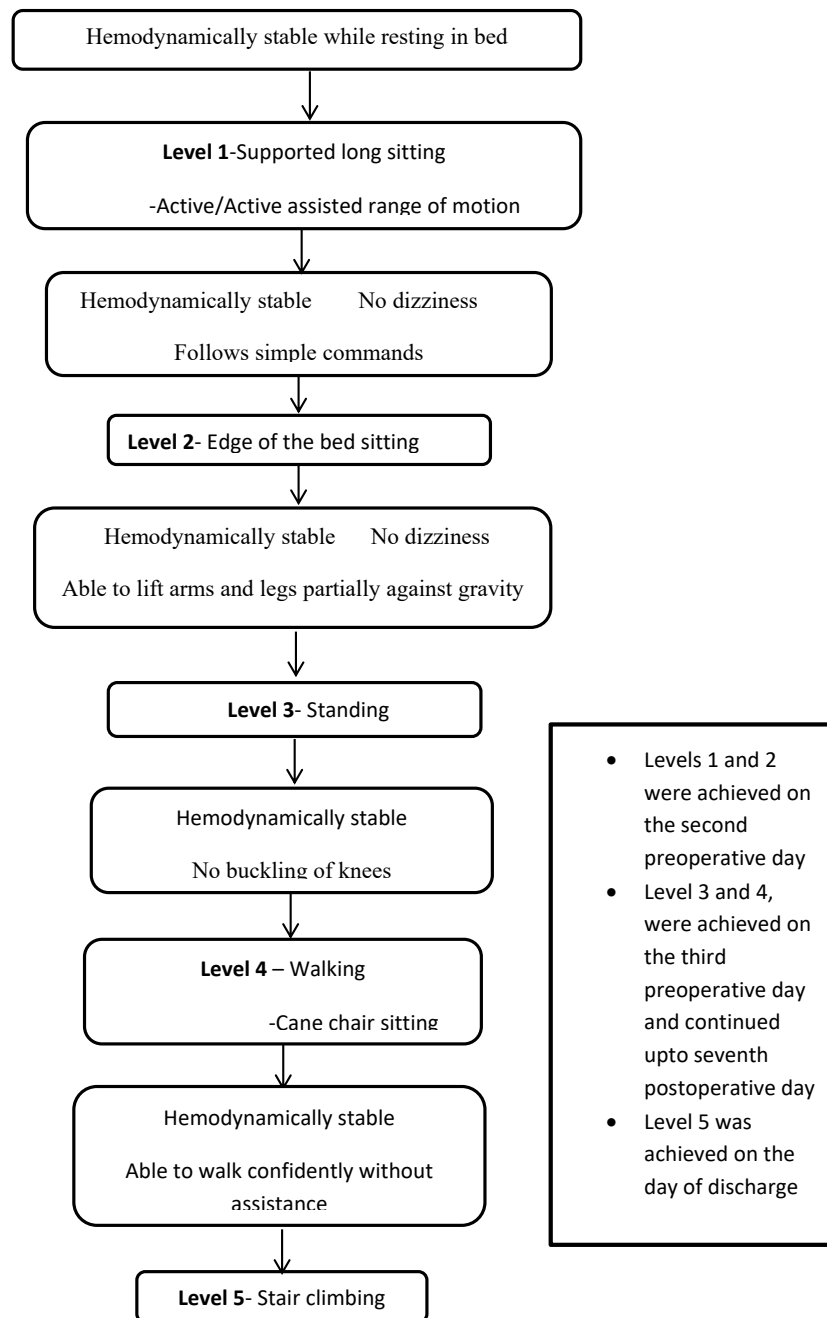 Hemodynamically stable while resting in bed
Level 1-Supported long sitting
-Active/Active assisted range of motion
Hemodynamically stable No dizziness
Follows simple commands
Level 2- Edge of the bed sitting
Hemodynamically stable No dizziness
Able to lift arms and legs partially against gravity
Level 3- Standing
Hemodynamically stable
No buckling of knees
Level 4 – Walking
-Cane chair sitting
Hemodynamically stable
Able to walk confidently without
assistance
Level 5- Stair climbing
• Levels 1 and 2
were achieved on
the second
preoperative day
• Level 3 and 4,
were achieved on
the third
preoperative day
and continued
upto seventh
postoperative day
• Level 5 was
achieved on the
day of discharge